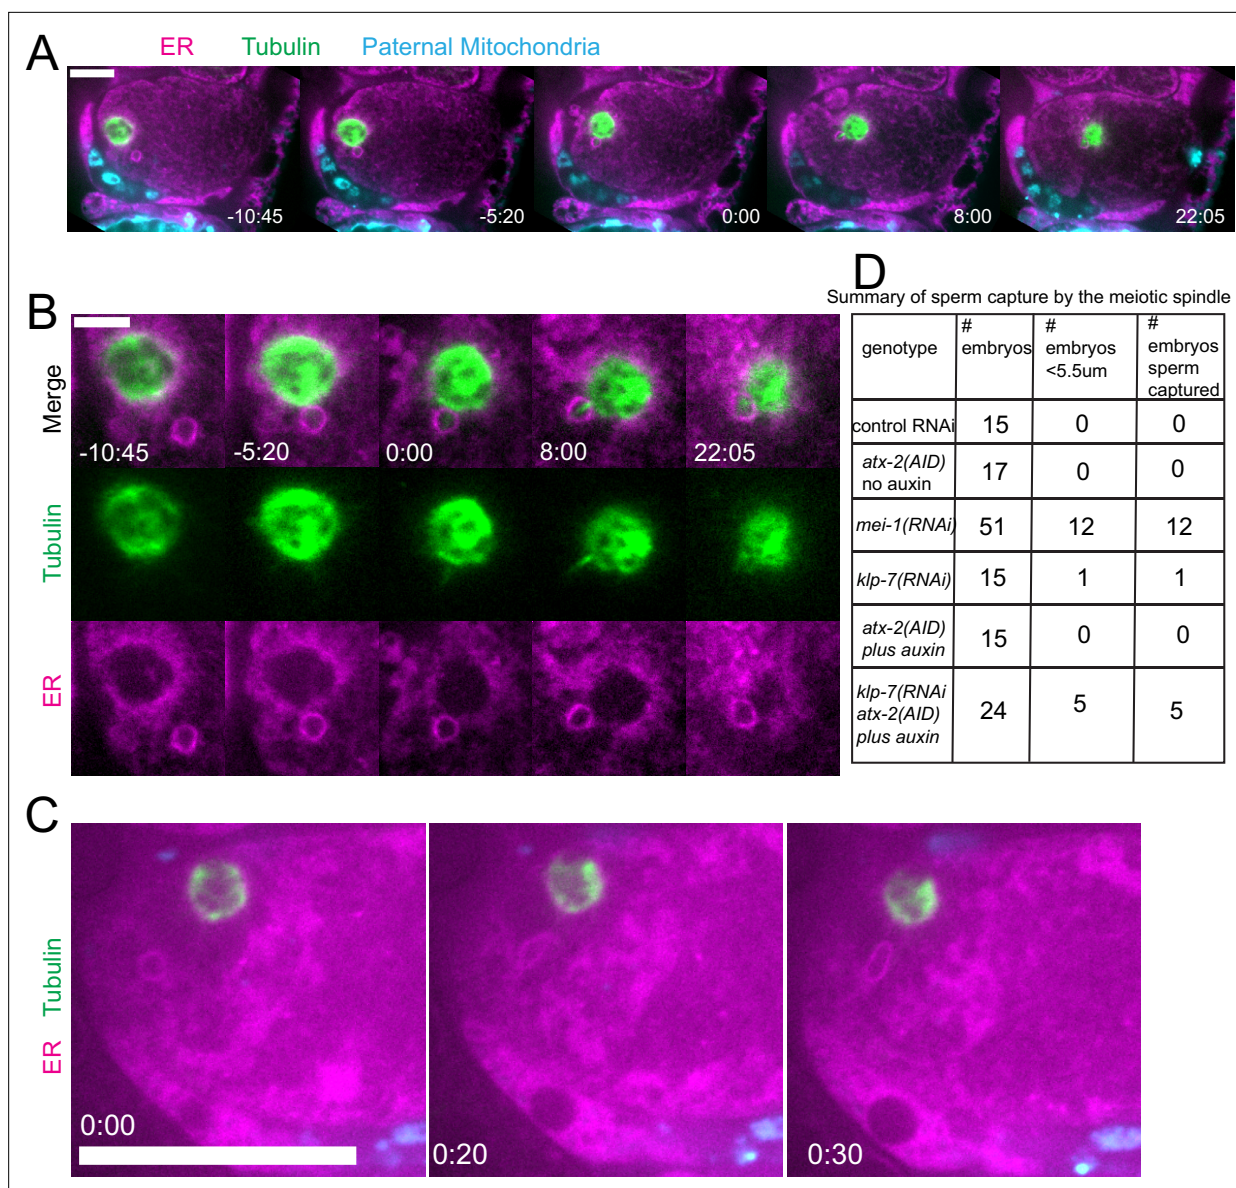 A
ER Tubulin Paternal Mitochondria
-10:45 -5:20 0:00 8:00 22:05
B
Merge
-10:45 -5:20 0:00 8:00 22:05
Tubulin
ER
D
Summary of sperm capture by the meiotic spindle
genotype
# embryos
# embryos <5.5um
# embryos sperm captured
control RNAi 15 0 0
atx-2(AID) no auxin 17 0 0
mei-1(RNAi) 51 12 12
klp-7(RNAi) 15 1 1
atx-2(AID) plus auxin 15 0 0
klp-7(RNAi atx-2(AID) plus auxin 24 5 5
C
ER Tubulin
0:00 0:20 0:30